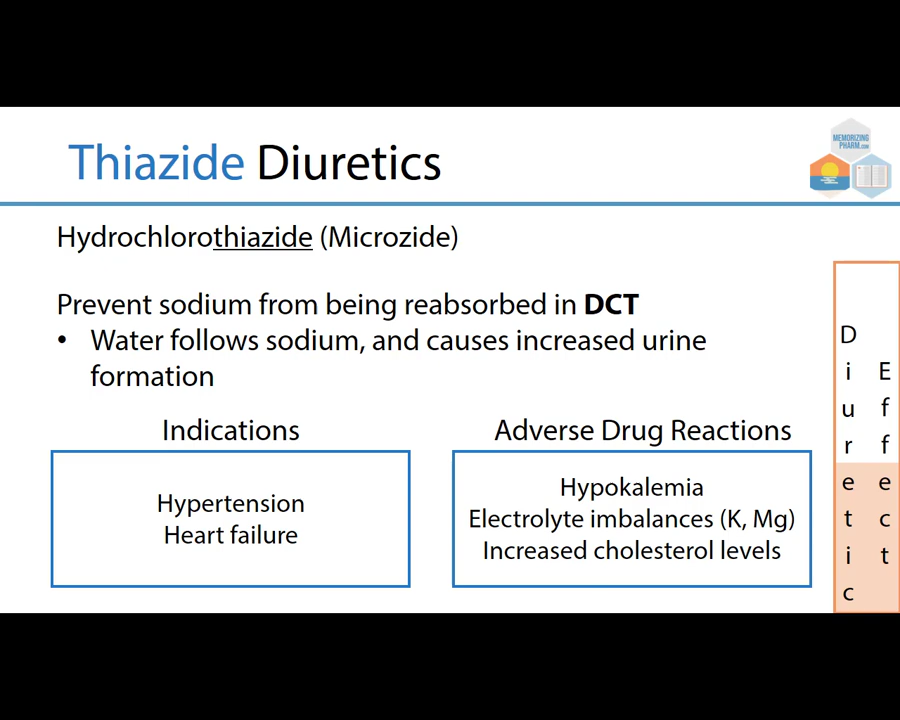 Thiazide Diuretics
MEMORIZING
PHARM.COM
Hydrochlorothiazide (Microzide)
Prevent sodium from being reabsorbed in DCT
• Water follows sodium, and causes increased urine
formation
Indications
Hypertension
Heart failure
Adverse Drug Reactions
Hypokalemia
Electrolyte imbalances (K, Mg)
Increased cholesterol levels
Diuretic
Effect